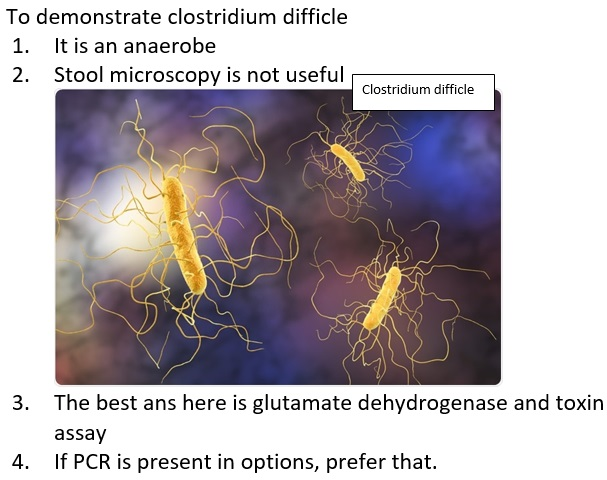 To demonstrate clostridium difficle
1. It is an anaerobe
2. Stool microscopy is not useful
Clostridium difficle
3. The best ans here is glutamate dehydrogenase and toxin
assay
4. If PCR is present in options, prefer that.